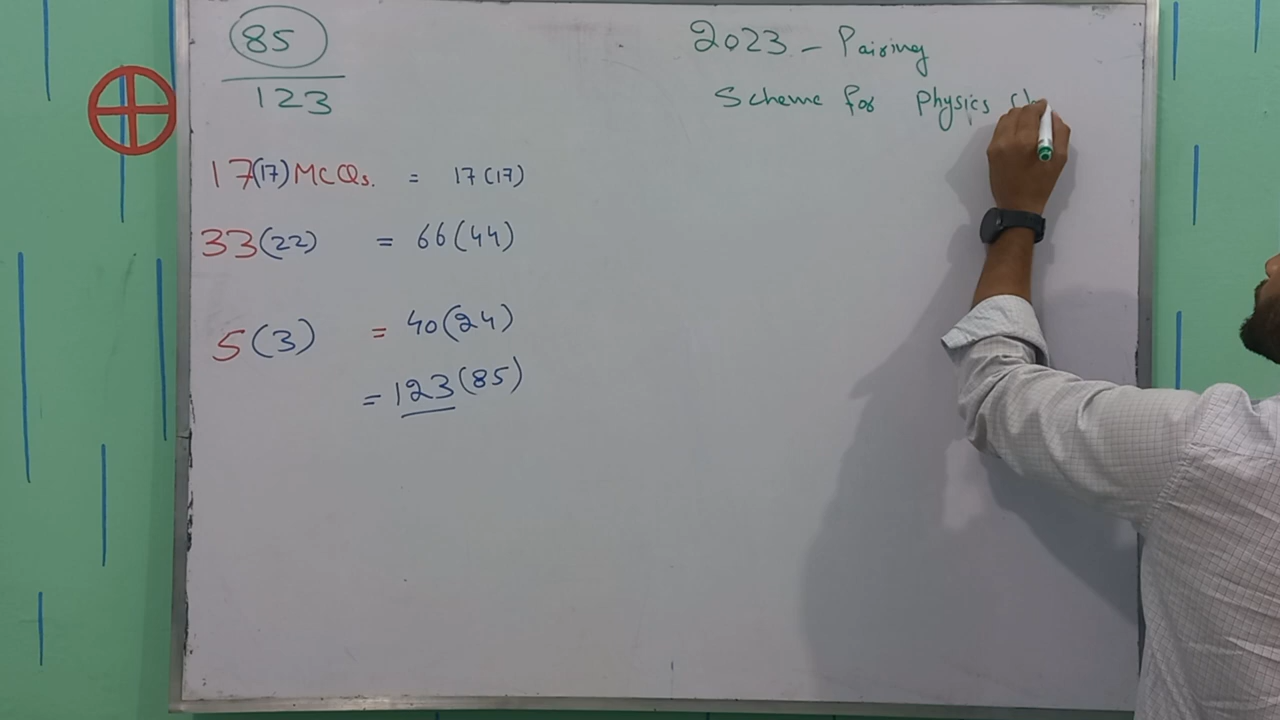 85
123
17(17)MCQs. = 17(17)
33(22) = 66(44)
5(3) = 40(24)
= 123(85)
2023 - Pairing
Scheme for Physics